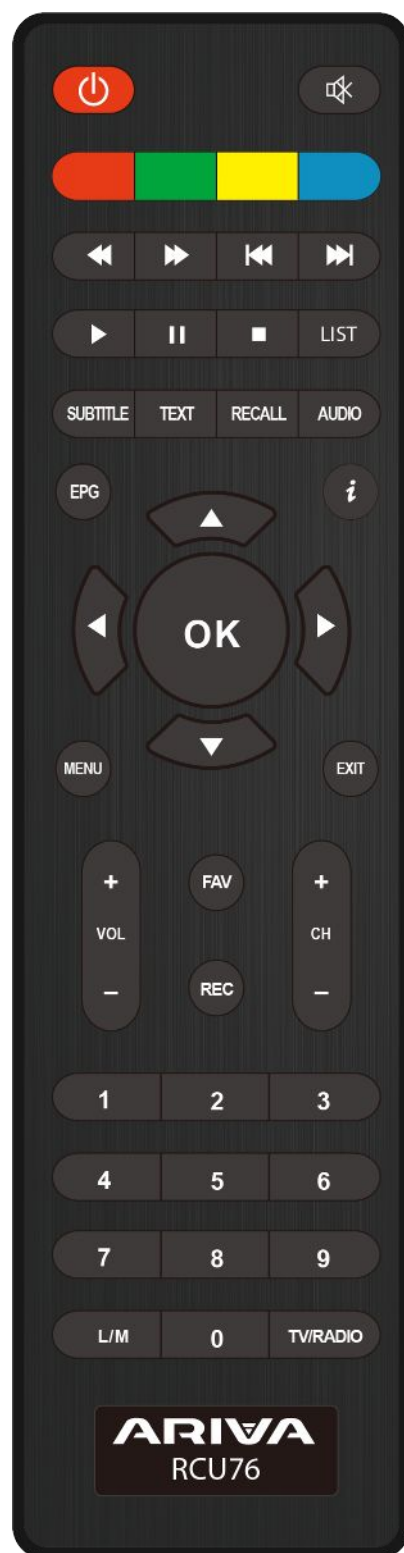 LIST
SUBTITLE TEXT RECALL AUDIO
EPG i
OK
MENU EXIT
+ FAV +
VOL CH
– REC –
1 2 3
4 5 6
7 8 9
L/M 0 TV/RADIO
ARIVA
RCU76